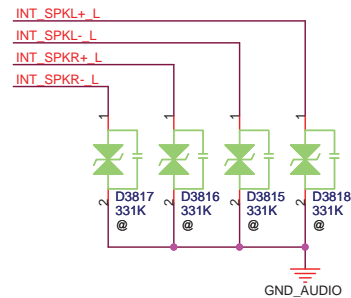 INT_SPKL+_L
INT_SPKL-_L
INT_SPKR+_L
INT_SPKR-_L
1 1 1 1
2 2 2 2
D3817 D3816 D3815 D3818
331K 331K 331K 331K
@ @ @ @
GND_AUDIO